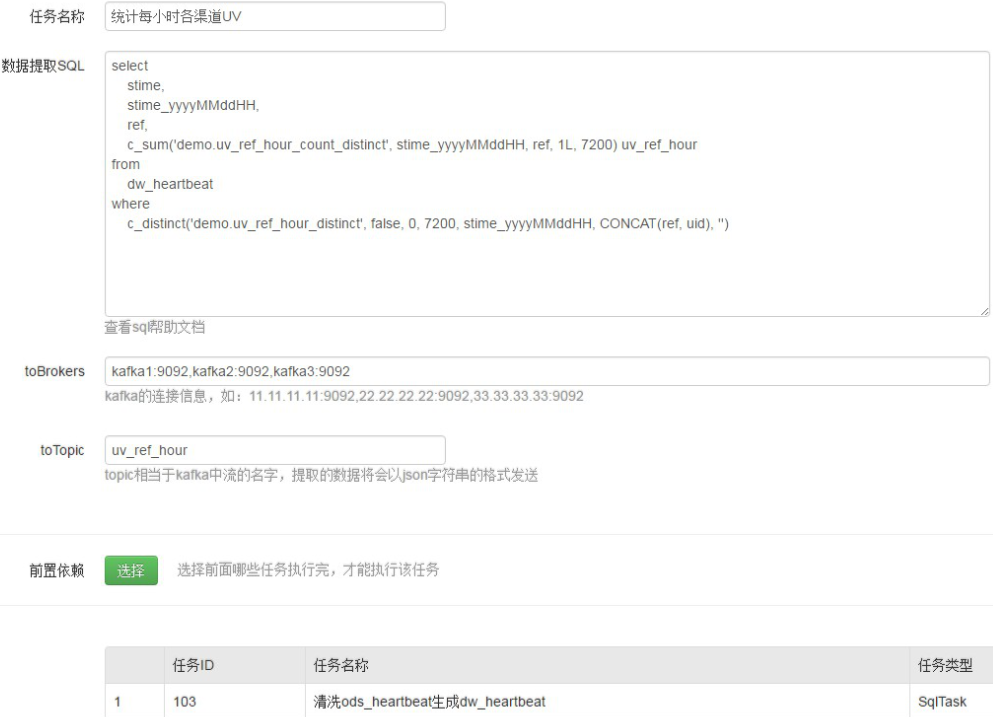 任务名称 统计每小时各渠道UV
数据提取SQL
select
stime,
stime_yyyyMMddHH,
ref,
c_sum('demo.uv_ref_hour_count_distinct', stime_yyyyMMddHH, ref, 1L, 7200) uv_ref_hour
from
dw_heartbeat
where
c_distinct('demo.uv_ref_hour_distinct', false, 0, 7200, stime_yyyyMMddHH, CONCAT(ref, uid), '')
查看sql帮助文档
toBrokers kafka1:9092,kafka2:9092,kafka3:9092
kafka的连接信息，如：11.11.11.11:9092,22.22.22.22:9092,33.33.33.33:9092
toTopic uv_ref_hour
topic相当于kafka中流的名字，提取的数据将会以json字符串的格式发送
前置依赖 选择 选择前面哪些任务执行完，才能执行该任务
任务ID 任务名称 任务类型
1 103 清洗ods_heartbeat生成dw_heartbeat SqlTask